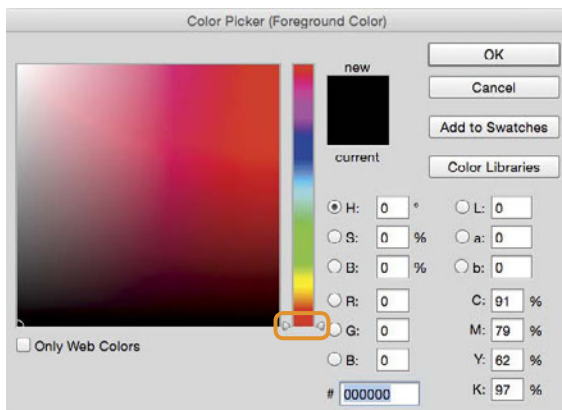 Color Picker (Foreground Color)
new
current
OK
Cancel
Add to Swatches
Color Libraries
H: 0 °
S: 0 %
B: 0 %
R: 0
G: 0
B: 0
# 000000
L: 0
a: 0
b: 0
C: 91 %
M: 79 %
Y: 62 %
K: 97 %
Only Web Colors